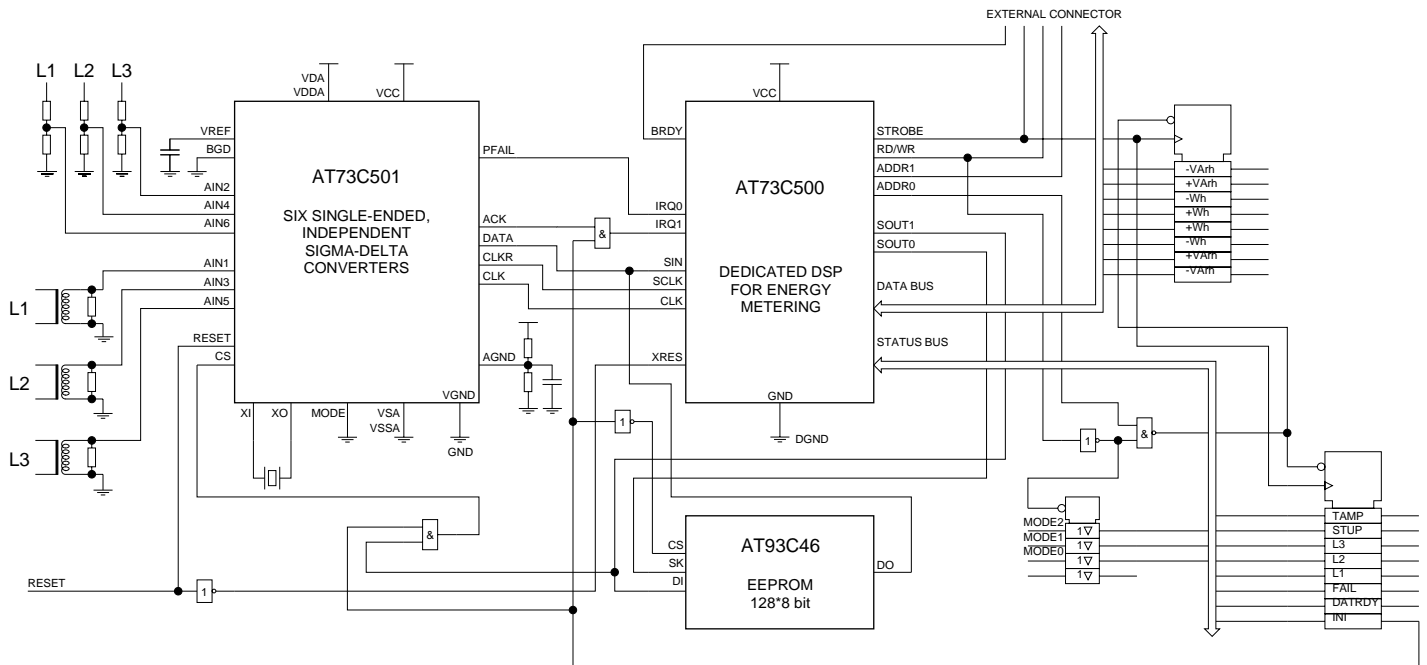 EXTERNAL CONNECTOR
L1
L2
L3
VDA
VDDA
VCC
VREF
BGD
AIN2
AIN4
AIN6
AIN1
AIN3
AIN5
RESET
CS
AT73C501
SIX SINGLE-ENDED,
INDEPENDENT
SIGMA-DELTA
CONVERTERS
PFAIL
ACK
DATA
CLKR
CLK
AGND
VGND
XI
XO
MODE
VSA
VSSA
GND
L1
L2
L3
&
VCC
BRDY
IRQ0
IRQ1
SIN
SCLK
CLK
XRES
AT73C500
DEDICATED DSP
FOR ENERGY
METERING
STROBE
RD/WR
ADDR1
ADDR0
SOUT1
SOUT0
DATA BUS
STATUS BUS
GND
DGND
-VArh
+VArh
-Wh
+Wh
+Wh
-Wh
+VArh
-VArh
1
1
&
&
RESET
1
CS
SK
DI
AT93C46
EEPROM
128*8 bit
DO
MODE2
MODE1
MODE0
1▽
1▽
1▽
1▽
TAMP
STUP
L3
L2
L1
FAIL
DATRDY
INI